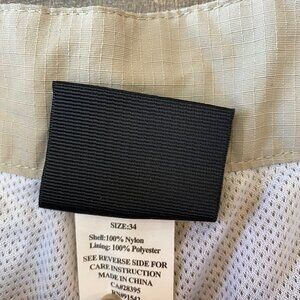 SIZE:34
Shell:100% Nylon
Lining: 100% Polyester
SEE REVERSE SIDE FOR
CARE INSTRUCTION
MADE IN CHINA
CA#28395